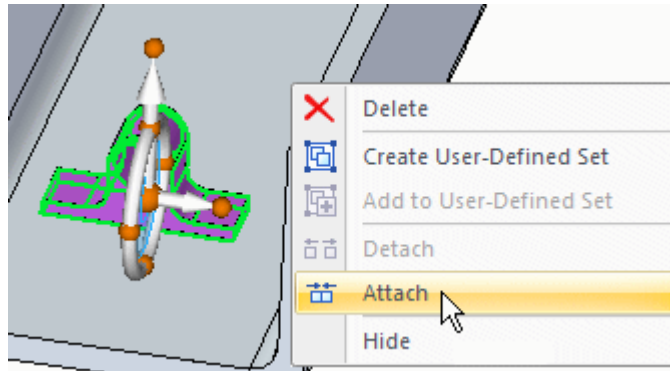 Delete
Create User-Defined Set
Add to User-Defined Set
Detach
Attach
Hide